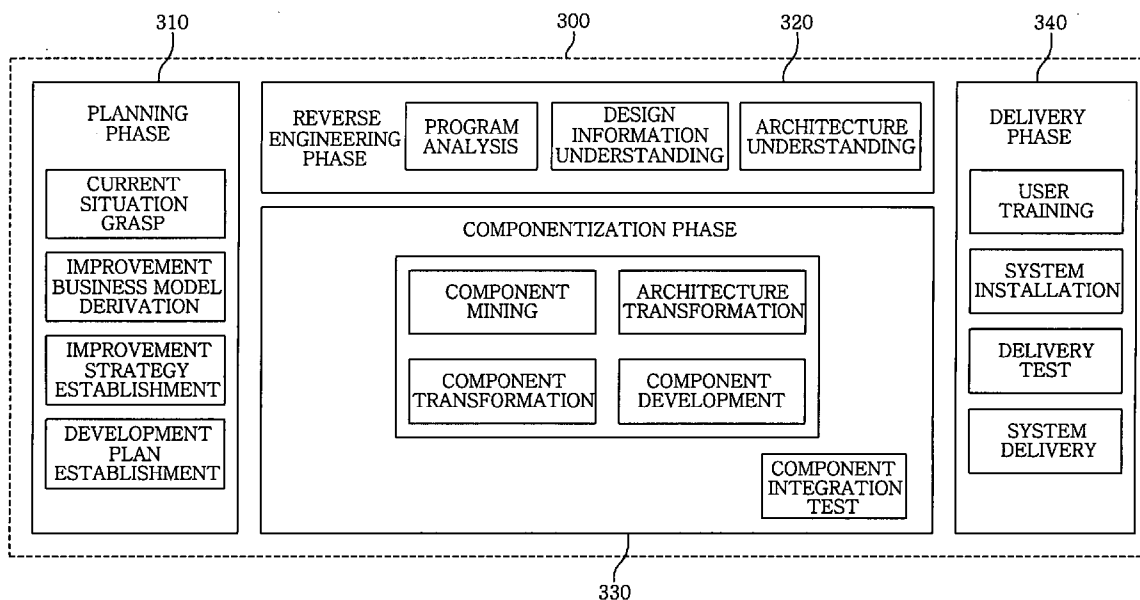 310
300
320
340
PLANNING
PHASE
CURRENT
SITUATION
GRASP
IMPROVEMENT
BUSINESS MODEL
DERIVATION
IMPROVEMENT
STRATEGY
ESTABLISHMENT
DEVELOPMENT
PLAN
ESTABLISHMENT
REVERSE
ENGINEERING
PHASE
PROGRAM
ANALYSIS
DESIGN
INFORMATION
UNDERSTANDING
ARCHITECTURE
UNDERSTANDING
COMPONENTIZATION PHASE
COMPONENT
MINING
ARCHITECTURE
TRANSFORMATION
COMPONENT
TRANSFORMATION
COMPONENT
DEVELOPMENT
COMPONENT
INTEGRATION
TEST
DELIVERY
PHASE
USER
TRAINING
SYSTEM
INSTALLATION
DELIVERY
TEST
SYSTEM
DELIVERY
330